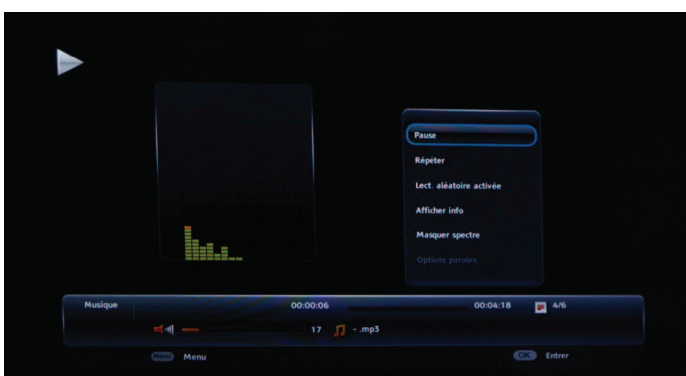 Pause
Répéter
Lect. aléatoire activée
Afficher info
Masquer spectre
Options paroles
Musique 00:00:06 00:04:18 4/6
17 - .mp3
Menu Menu
OK Entrer